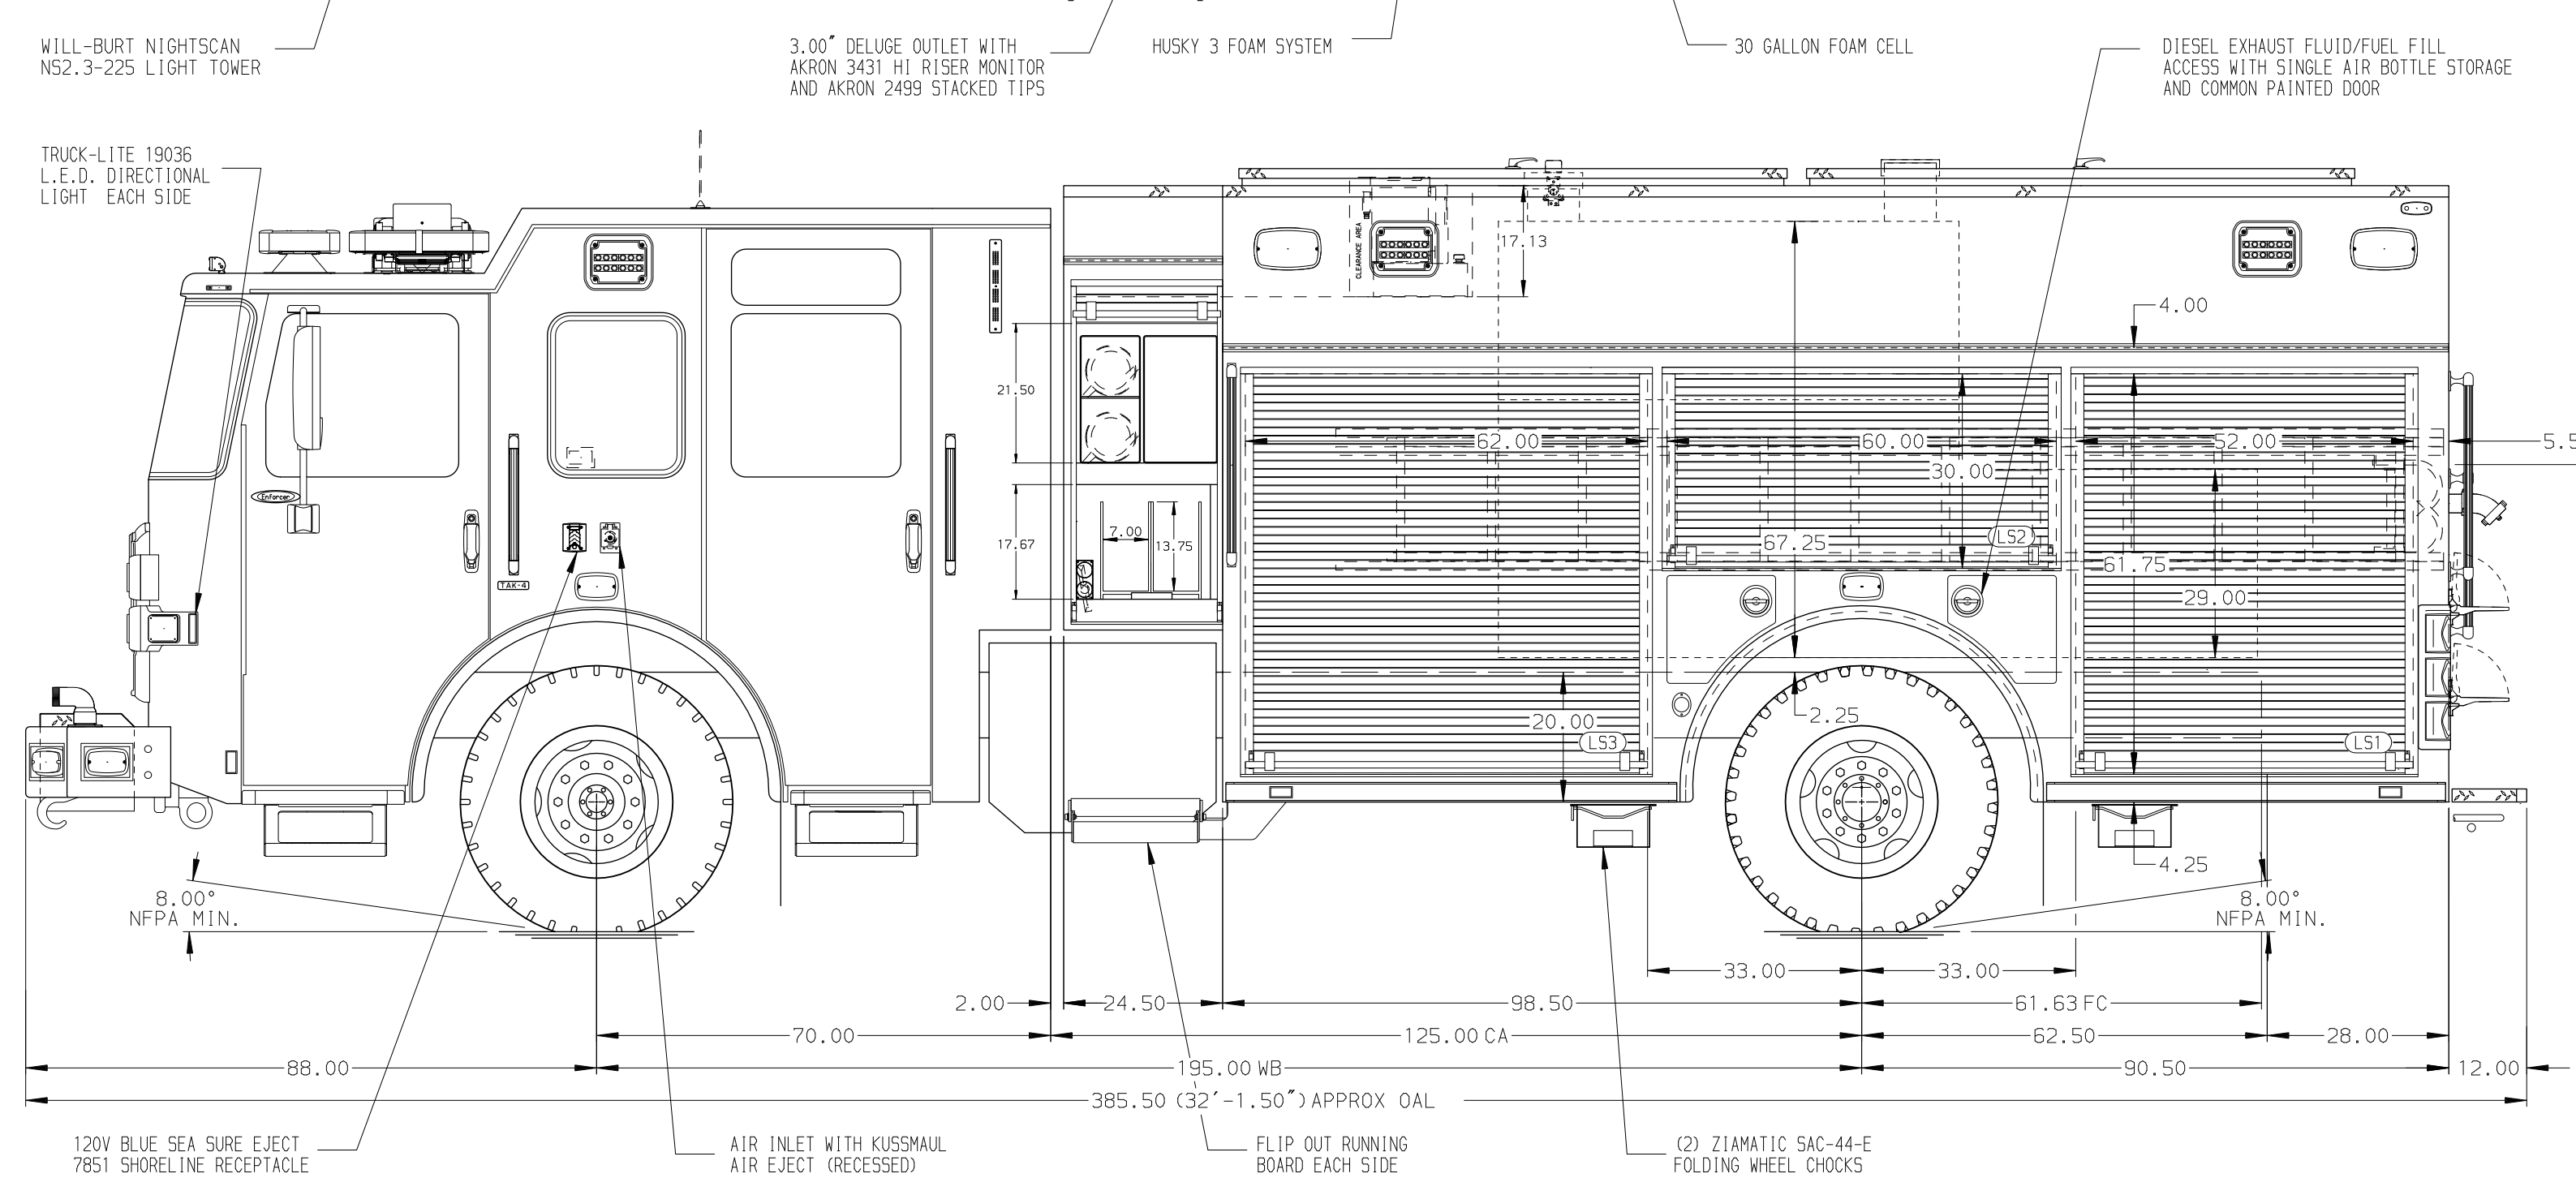 WILL-BURT NIGHTSCAN
NS2.3-225 LIGHT TOWER
3.00" DELUGE OUTLET WITH
AKRON 3431 HI RISER MONITOR
AND AKRON 2499 STACKED TIPS
HUSKY 3 FOAM SYSTEM
30 GALLON FOAM CELL
DIESEL EXHAUST FLUID/FUEL FILL
ACCESS WITH SINGLE AIR BOTTLE STORAGE
AND COMMON PAINTED DOOR
TRUCK-LITE 19036
L.E.D. DIRECTIONAL
LIGHT EACH SIDE
CLEARANCE AREA
17.13
4.00
21.50
62.00
60.00
52.00
30.00
Enforcer
TAK-4
17.67
7.00
13.75
67.25
LS2
61.75
29.00
20.00
2.25
LS3
LS1
4.25
8.00°
NFPA MIN.
8.00°
NFPA MIN.
33.00
33.00
2.00
24.50
98.50
61.63 FC
70.00
125.00 CA
62.50
28.00
88.00
195.00 WB
90.50
12.00
385.50 (32'-1.50") APPROX OAL
120V BLUE SEA SURE EJECT
7851 SHORELINE RECEPTACLE
AIR INLET WITH KUSSMAUL
AIR EJECT (RECESSED)
FLIP OUT RUNNING
BOARD EACH SIDE
(2) ZIAMATIC SAC-44-E
FOLDING WHEEL CHOCKS